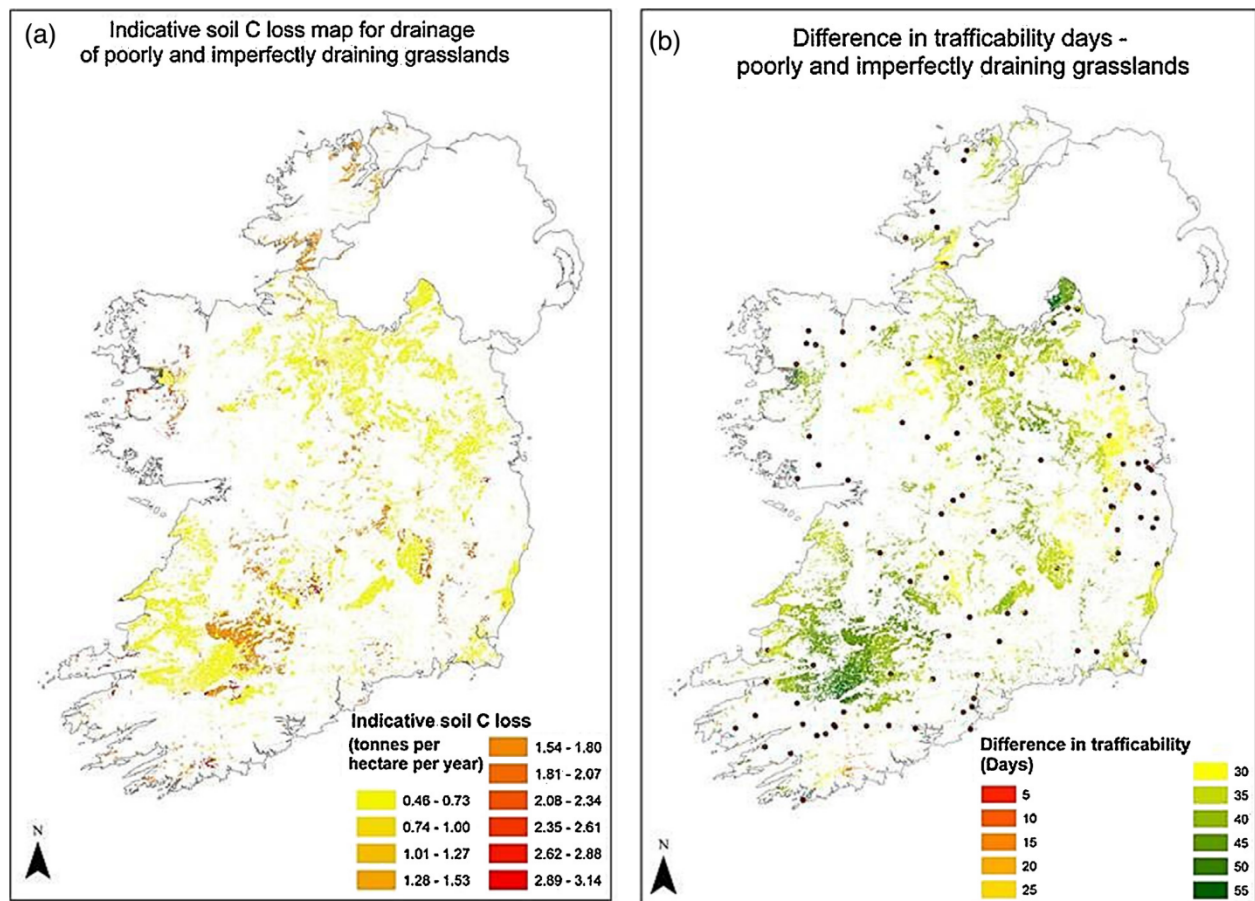 (a)
Indicative soil C loss map for drainage
of poorly and imperfectly draining grasslands
Indicative soil C loss
(tonnes per
hectare per year)
0.46 - 0.73
0.74 - 1.00
1.01 - 1.27
1.28 - 1.53
1.54 - 1.80
1.81 - 2.07
2.08 - 2.34
2.35 - 2.61
2.62 - 2.88
2.89 - 3.14
N
(b)
Difference in trafficability days -
poorly and imperfectly draining grasslands
Difference in trafficability
(Days)
5
10
15
20
25
30
35
40
45
50
55
N